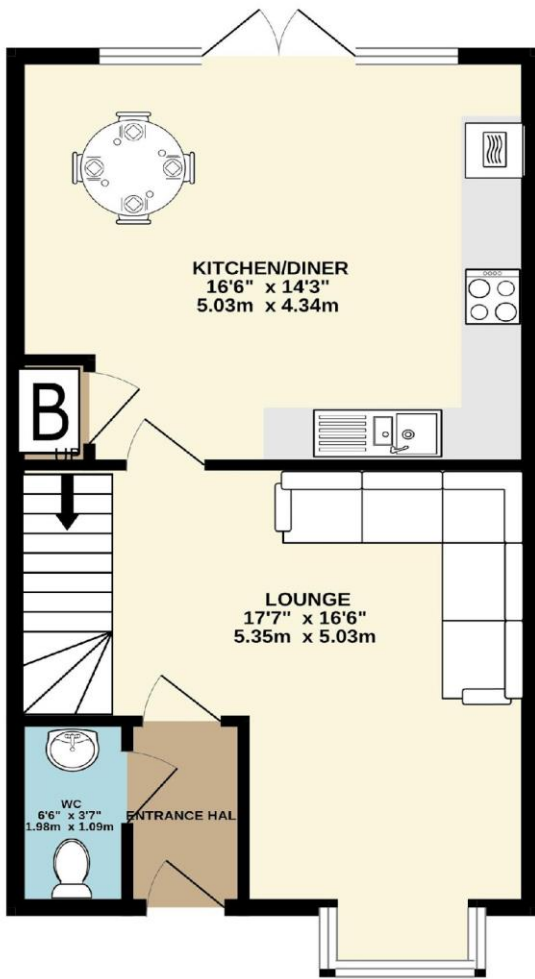 KITCHEN/DINER
16'6" x 14'3"
5.03m x 4.34m
B
UP
LOUNGE
17'7" x 16'6"
5.35m x 5.03m
WC
6'6" x 3'7"
1.98m x 1.09m
ENTRANCE HAL